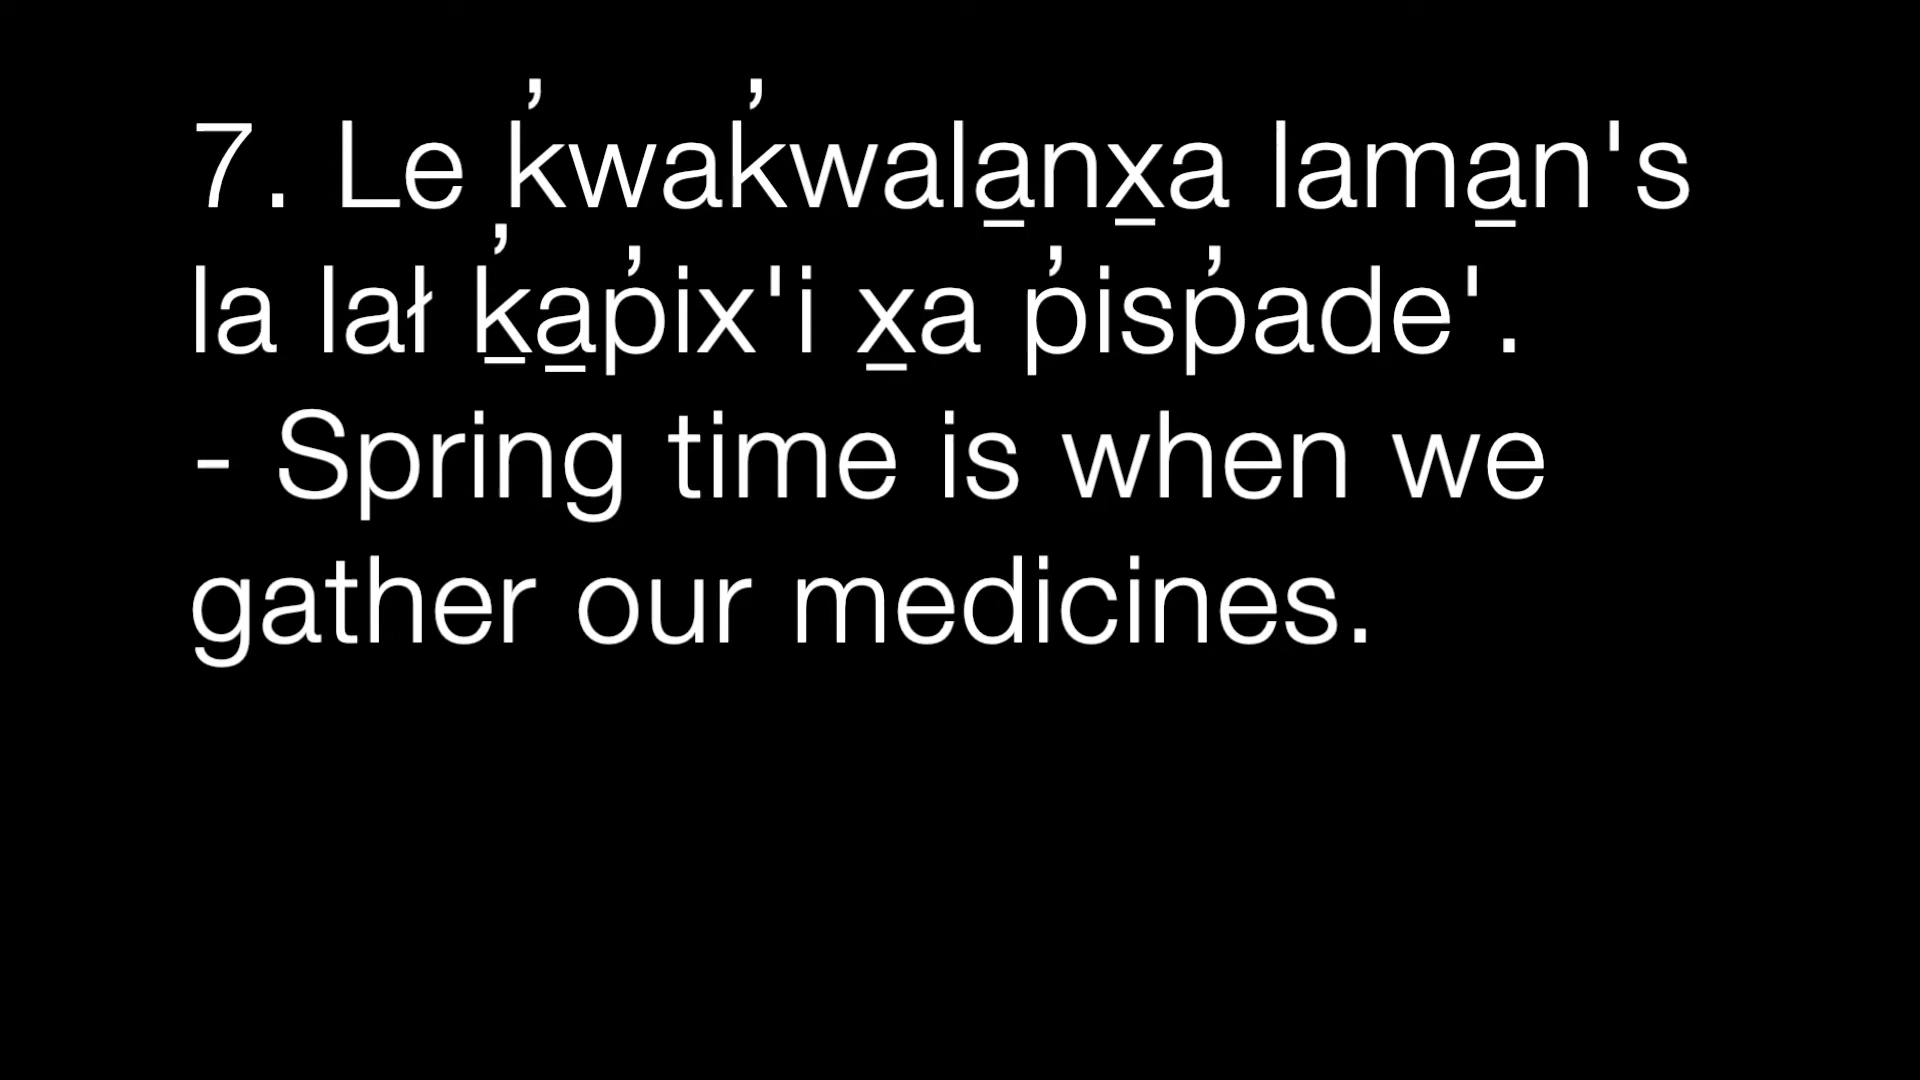 7. Le k̓wak̓wala̱nx̱a lama̱n's
la lał ḵ̓a̱p̓ix'i x̱a p̓isp̓ade'.
- Spring time is when we
gather our medicines.